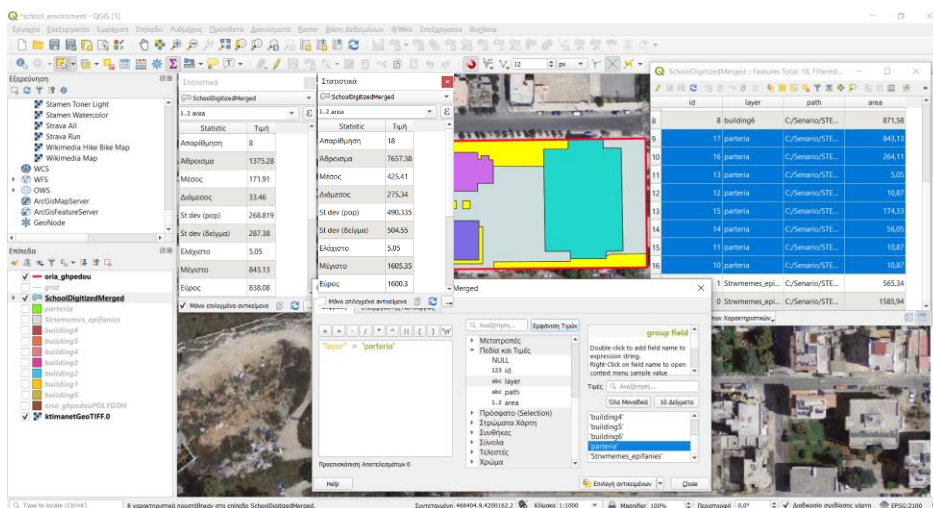 *school_enviroment - QGIS [1]
Εργασία Επεξεργασία Εμφάνιση Επίπεδο Ρυθμίσεις Πρόσθετα Διανύσματα Raster Βάση Δεδομένων @Web Επεξεργασία Βοήθεια
12 px
Εξερεύνηση
Stamen Toner Light
Stamen Watercolor
Strava All
Strava Run
Wikimedia Hike Bike Map
Wikimedia Map
WCS
WFS
OWS
ArcGisMapServer
ArcGisFeatureServer
GeoNode
Επίπεδα
oria_ghpedou
grid
SchoolDigitizedMerged
parteria
Strwmemes_epifanies
building6
building5
building4
building3
building2
building1
building0
oria_ghpedouPOLYGON
ktimanetGeoTIFF.0
Στατιστικά
SchoolDigitizedMerged
1.2 area
Statistic Τιμή
Απαρίθμηση 8
Άθροισμα 1375.28
Μέσος 171.91
Διάμεσος 33.46
St dev (pop) 268.819
St dev (δείγμα) 287.38
Ελάχιστο 5.05
Μέγιστο 843.13
Εύρος 838.08
Μόνο επιλεγμένα αντικείμενα
Στατιστικά
SchoolDigitizedMerged
1.2 area
Statistic Τιμή
Απαρίθμηση 18
Άθροισμα 7657.38
Μέσος 425.41
Διάμεσος 275.34
St dev (pop) 490.335
St dev (δείγμα) 504.55
Ελάχιστο 5.05
Μέγιστο 1605.35
Εύρος 1600.3
Μόνο επιλεγμένα αντικείμενα
SchoolDigitizedMerged :: Features Total: 18, Filtered...
id layer path area
8 8 building6 C:/Senario/STE... 871,58
9 17 parteria C:/Senario/STE... 843,13
10 16 parteria C:/Senario/STE... 264,11
11 13 parteria C:/Senario/STE... 5,05
12 12 parteria C:/Senario/STE... 10,87
13 15 parteria C:/Senario/STE... 174,33
14 14 parteria C:/Senario/STE... 56,05
15 11 parteria C:/Senario/STE... 10,87
16 10 parteria C:/Senario/STE... 10,87
1 Strwmemes_epi... C:/Senario/STE... 565,34
0 Strwmemes_epi... C:/Senario/STE... 1585,94
Merged
= + - / * ^ || ( ) '\n'
"layer" = 'parteria'
Προεπισκόπιση Αποτελεσμάτων 0
Αναζήτηση... Εμφάνιση Τιμών
Μετατροπές
Πεδία και Τιμές
NULL
123 id
abc layer
abc path
1.2 area
Πρόσφατο (Selection)
Στρώματα Χάρτη
Συνθήκες
Σύνολα
Τελεστές
Χρώμα
group field
Double-click to add field name to
expression string.
Right-Click on field name to open
context menu sample value
Τιμές Αναζήτηση...
Όλα Μοναδικά 10 Δείγματα
'building4'
'building5'
'building6'
'parteria'
'Strwmemes_epifanies'
Help Επιλογή αντικειμένων Close
Type to locate (Ctrl+K) 8 χαρακτηριστικά προστέθηκαν στο επίπεδο SchoolDigitizedMerged. Συντεταγμένη 466404.9,4200162.2 Κλίμακα 1:1000 Magnifier 100% Περιστροφή 0,0° Διαδικασία σχεδίασης χάρτη EPSG:2100